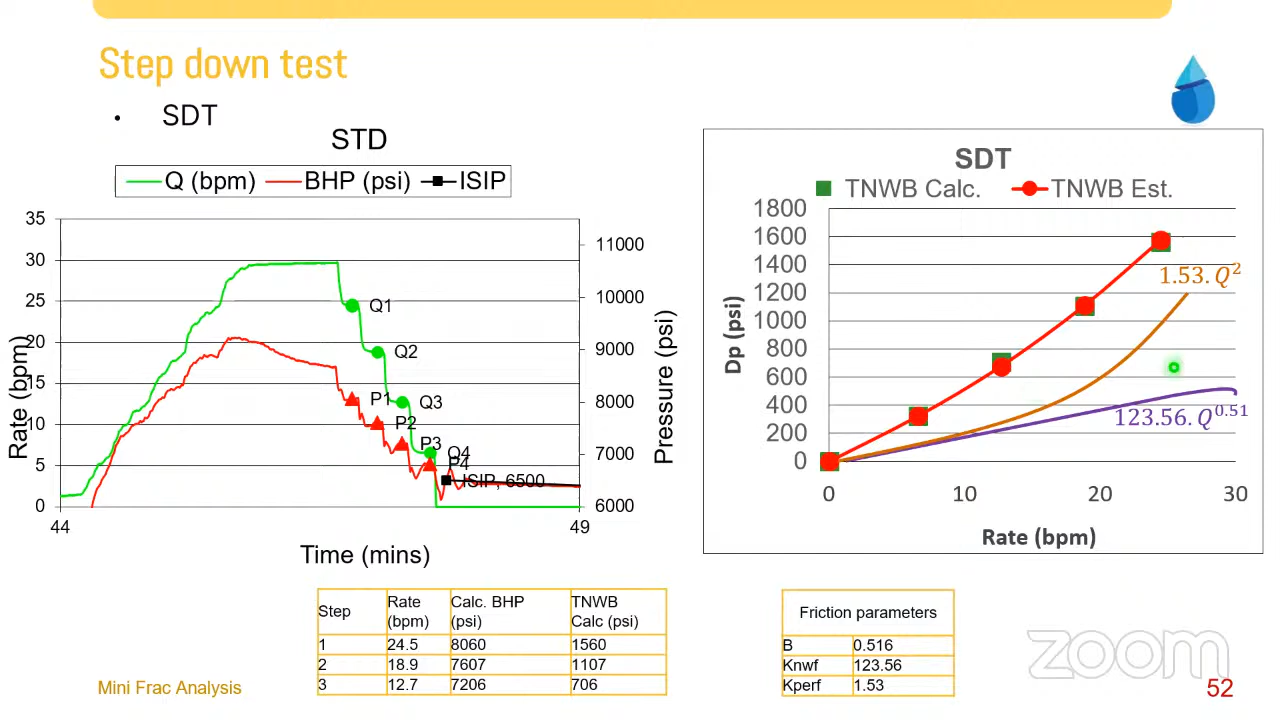 Step down test
• SDT
STD
Q (bpm) BHP (psi) ISIP
35
30
25
20
15
10
5
0
Rate (bpm)
11000
10000
9000
8000
7000
6000
Pressure (psi)
Q1
Q2
P1
Q3
P2
P3
Q4
P4
ISIP, 6500
44 49
Time (mins)
SDT
TNWB Calc. TNWB Est.
1800
1600
1400
1200
1000
800
600
400
200
0
Dp (psi)
1.53.Q²
123.56.Q^0.51
0 10 20 30
Rate (bpm)
Step Rate (bpm) Calc. BHP (psi) TNWB Calc (psi)
1 24.5 8060 1560
2 18.9 7607 1107
3 12.7 7206 706
Friction parameters
B 0.516
Knwf 123.56
Kperf 1.53
zoom
Mini Frac Analysis
52